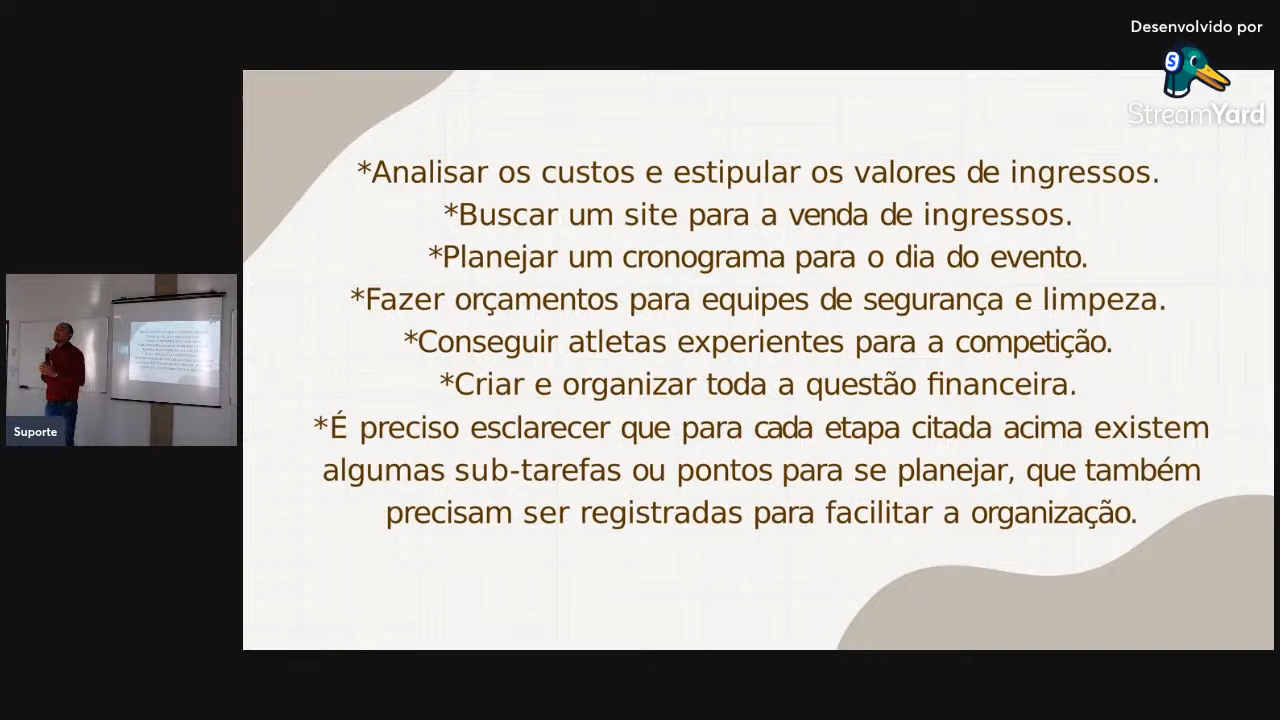 Desenvolvido por
StreamYard
*Analisar os custos e estipular os valores de ingressos.
*Buscar um site para a venda de ingressos.
*Planejar um cronograma para o dia do evento.
*Fazer orçamentos para equipes de segurança e limpeza.
*Conseguir atletas experientes para a competição.
*Criar e organizar toda a questão financeira.
*É preciso esclarecer que para cada etapa citada acima existem
algumas sub-tarefas ou pontos para se planejar, que também
precisam ser registradas para facilitar a organização.
Suporte